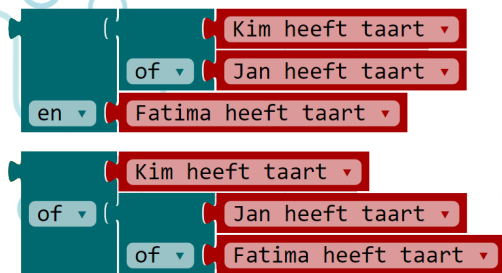 Kim heeft taart
of Jan heeft taart
en Fatima heeft taart
Kim heeft taart
of Jan heeft taart
of Fatima heeft taart